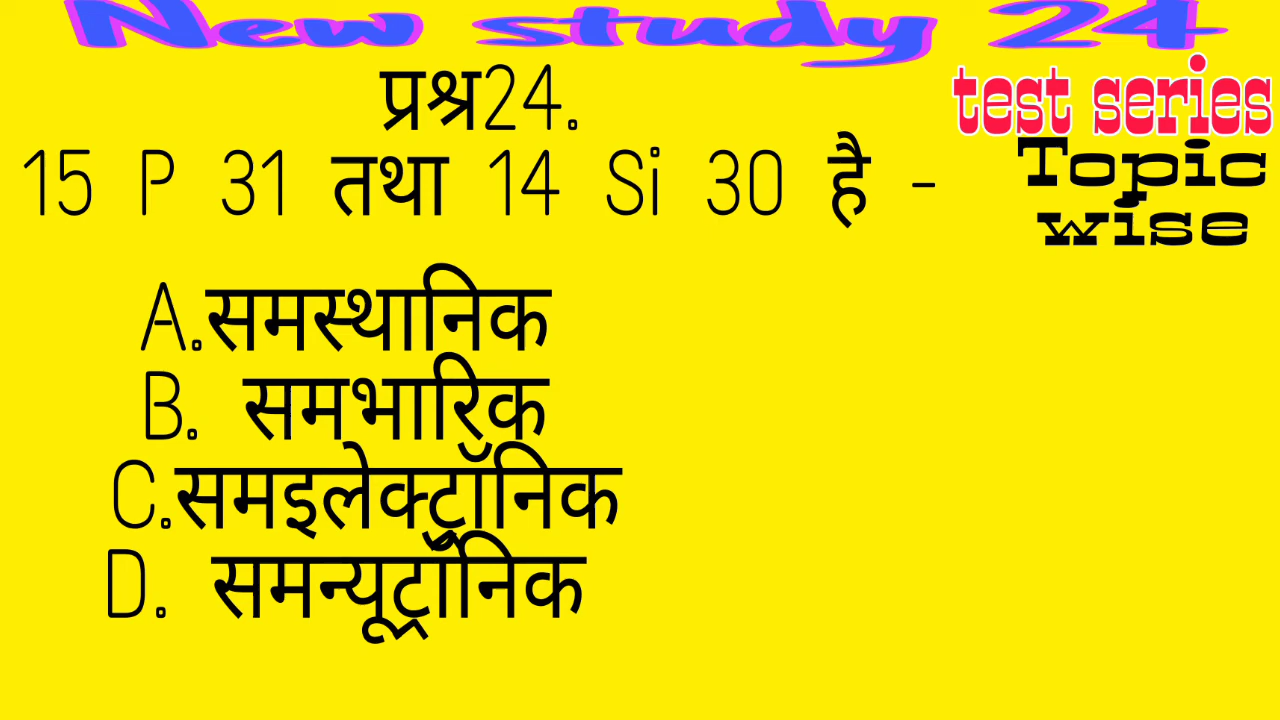 New study 24
test series
Topic
wise
प्रश्न24.
15 P 31 तथा 14 Si 30 है -
A.समस्थानिक
B. समभारिक
C.समइलेक्ट्रॉनिक
D. समन्यूट्रॉनिक